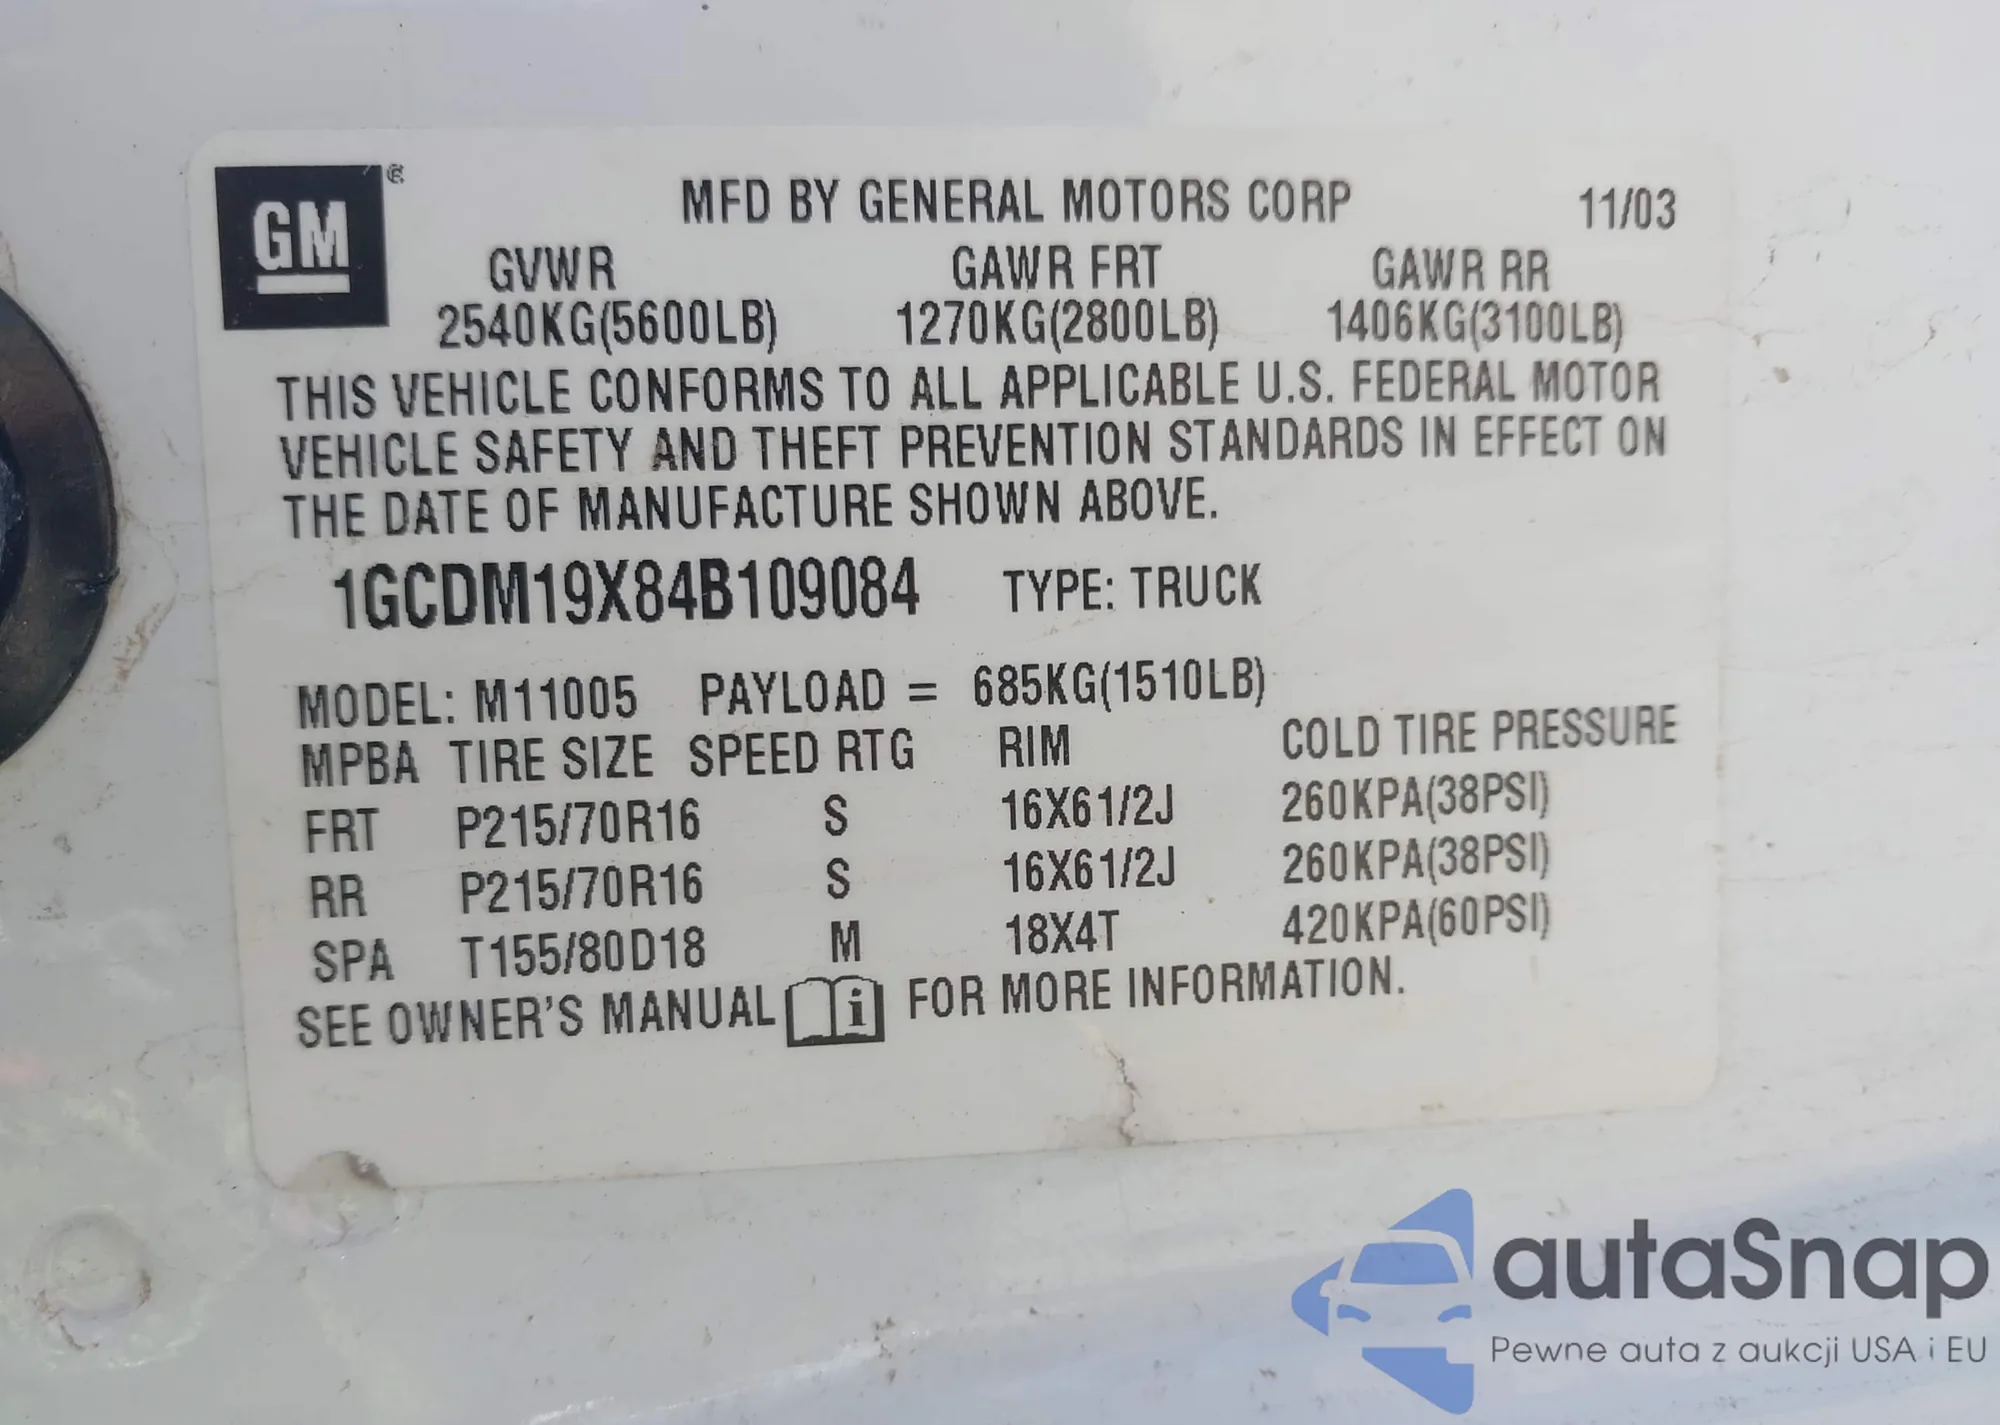 GM ®
MFD BY GENERAL MOTORS CORP 11/03
GVWR GAWR FRT GAWR RR
2540KG(5600LB) 1270KG(2800LB) 1406KG(3100LB)
THIS VEHICLE CONFORMS TO ALL APPLICABLE U.S. FEDERAL MOTOR
VEHICLE SAFETY AND THEFT PREVENTION STANDARDS IN EFFECT ON
THE DATE OF MANUFACTURE SHOWN ABOVE.
1GCDM19X84B109084 TYPE: TRUCK
MODEL: M11005 PAYLOAD = 685KG(1510LB)
MPBA TIRE SIZE SPEED RTG RIM COLD TIRE PRESSURE
FRT P215/70R16 S 16X61/2J 260KPA(38PSI)
RR P215/70R16 S 16X61/2J 260KPA(38PSI)
SPA T155/80D18 M 18X4T 420KPA(60PSI)
SEE OWNER'S MANUAL i FOR MORE INFORMATION.
autaSnap
Pewne auta z aukcji USA i EU